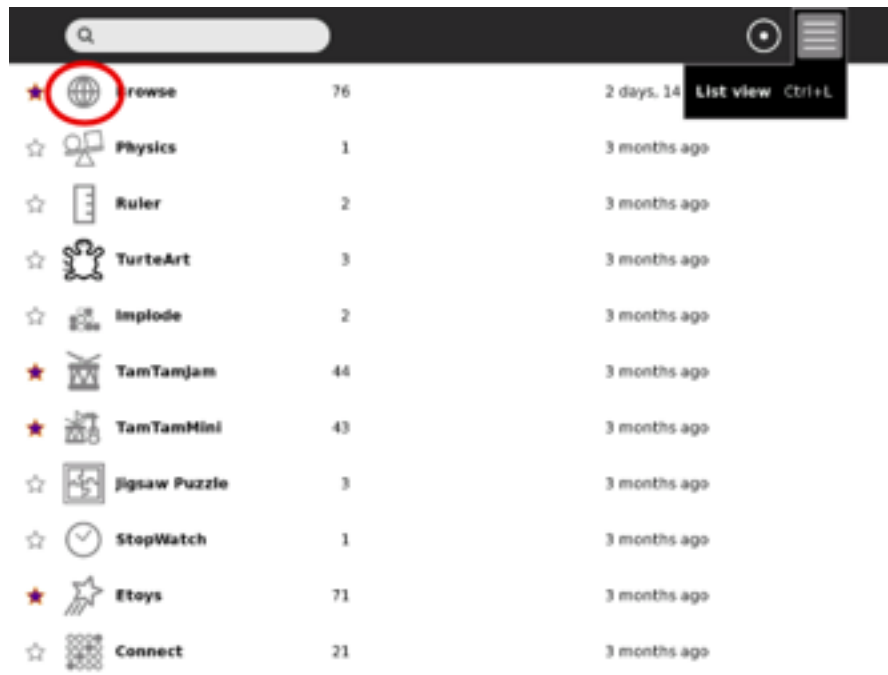 Browse 76 2 days, 14 List view Ctrl+L
Physics 1 3 months ago
Ruler 2 3 months ago
TurteArt 3 3 months ago
Implode 2 3 months ago
TamTamJam 44 3 months ago
TamTamMini 43 3 months ago
Jigsaw Puzzle 3 3 months ago
StopWatch 1 3 months ago
Etoys 71 3 months ago
Connect 21 3 months ago